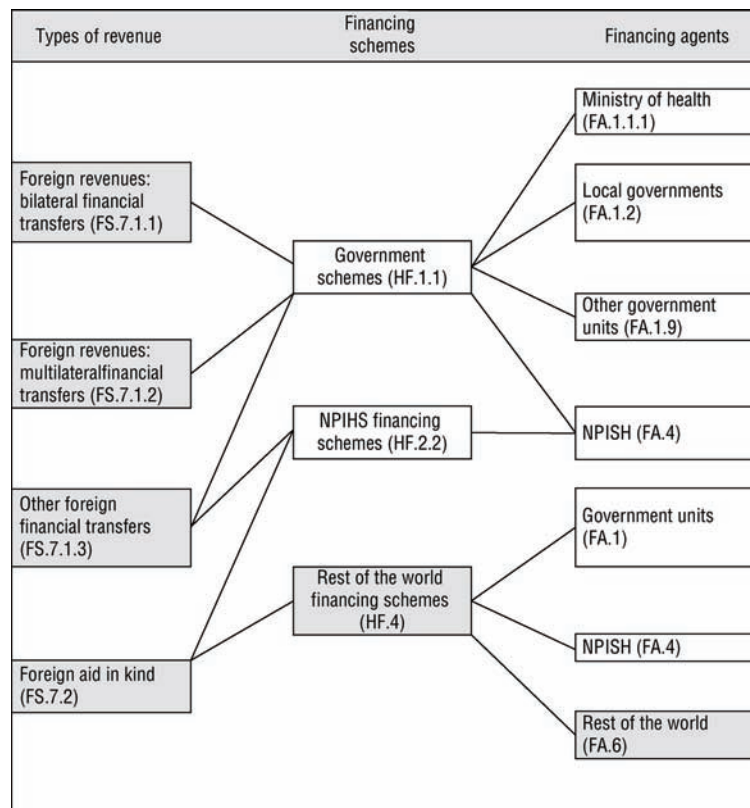 Types of revenue
Financing
schemes
Financing agents
Foreign revenues:
bilateral financial
transfers (FS.7.1.1)
Foreign revenues:
multilateralfinancial
transfers (FS.7.1.2)
Other foreign
financial transfers
(FS.7.1.3)
Foreign aid in kind
(FS.7.2)
Government
schemes (HF.1.1)
NPIHS financing
schemes (HF.2.2)
Rest of the world
financing schemes
(HF.4)
Ministry of health
(FA.1.1.1)
Local governments
(FA.1.2)
Other government
units (FA.1.9)
NPISH (FA.4)
Government units
(FA.1)
NPISH (FA.4)
Rest of the world
(FA.6)